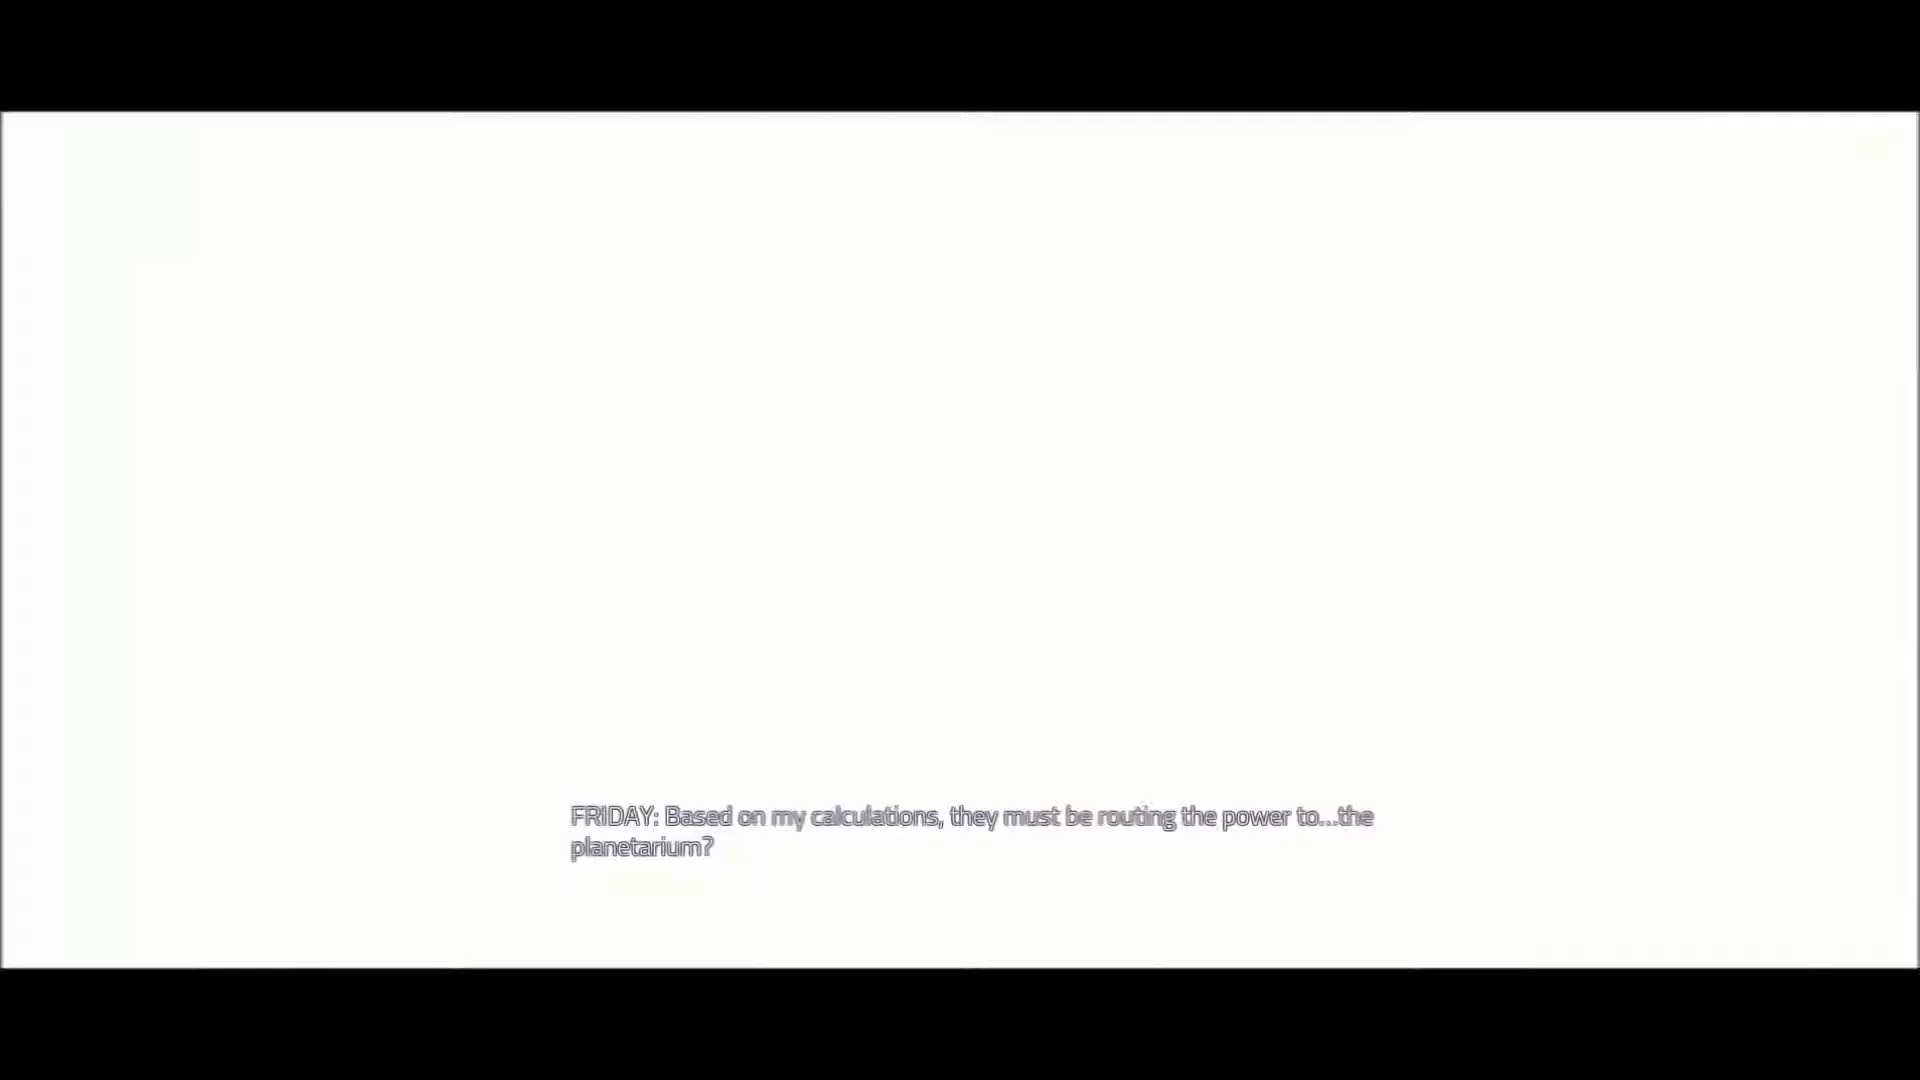 FRIDAY: Based on my calculations, they must be routing the power to...the
planetarium?